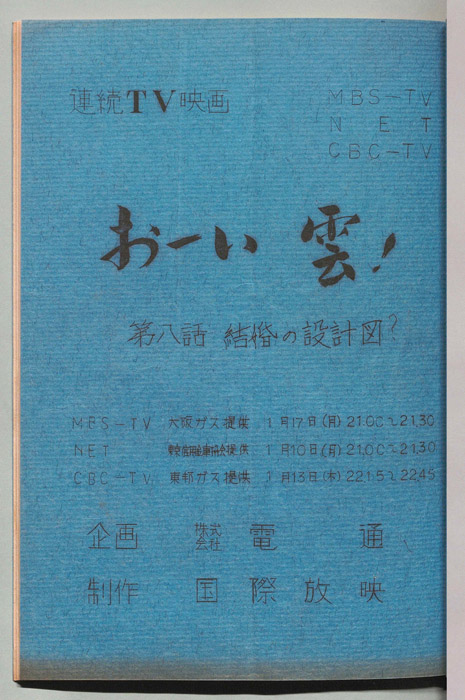 連続TV映画
MBS-TV
NET
CBC-TV
おーい 雲!
第八話 結婚の設計図?
MBS-TV 大阪ガス提供 1月17日(月) 21.00~21.30
NET 提供 1月10日(月) 21.00~21.30
CBC-TV 東邦ガス提供 1月13日(木) 22.15~22.45
企画 株式会社 電通
制作 国際放映